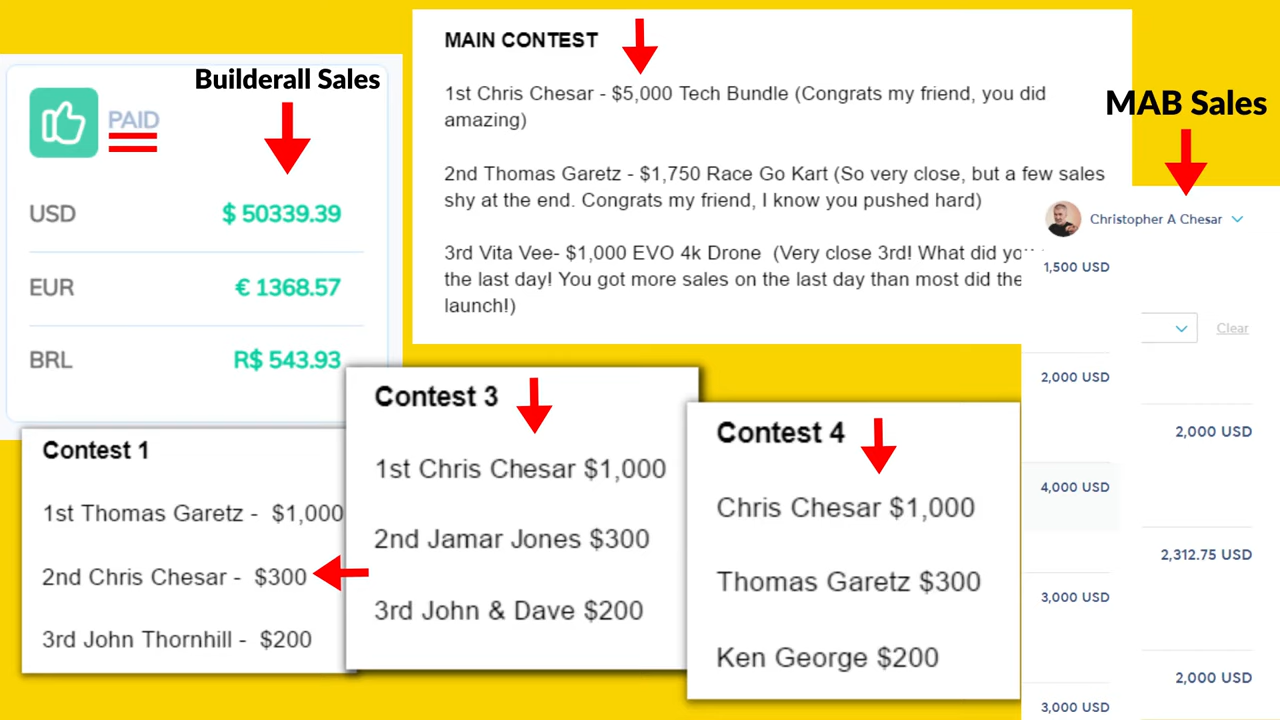 Builderall Sales
PAID
USD
$ 50339.39
EUR
€ 1368.57
BRL
R$ 543.93
MAIN CONTEST
1st Chris Chesar - $5,000 Tech Bundle (Congrats my friend, you did
amazing)
2nd Thomas Garetz - $1,750 Race Go Kart (So very close, but a few sales
shy at the end. Congrats my friend, I know you pushed hard)
3rd Vita Vee- $1,000 EVO 4k Drone (Very close 3rd! What did
the last day! You got more sales on the last day than most did the
launch!)
MAB Sales
Christopher A Chesar
1,500 USD
Clear
2,000 USD
2,000 USD
4,000 USD
2,312.75 USD
3,000 USD
2,000 USD
3,000 USD
Contest 1
1st Thomas Garetz - $1,000
2nd Chris Chesar - $300
3rd John Thornhill - $200
Contest 3
1st Chris Chesar $1,000
2nd Jamar Jones $300
3rd John & Dave $200
Contest 4
Chris Chesar $1,000
Thomas Garetz $300
Ken George $200